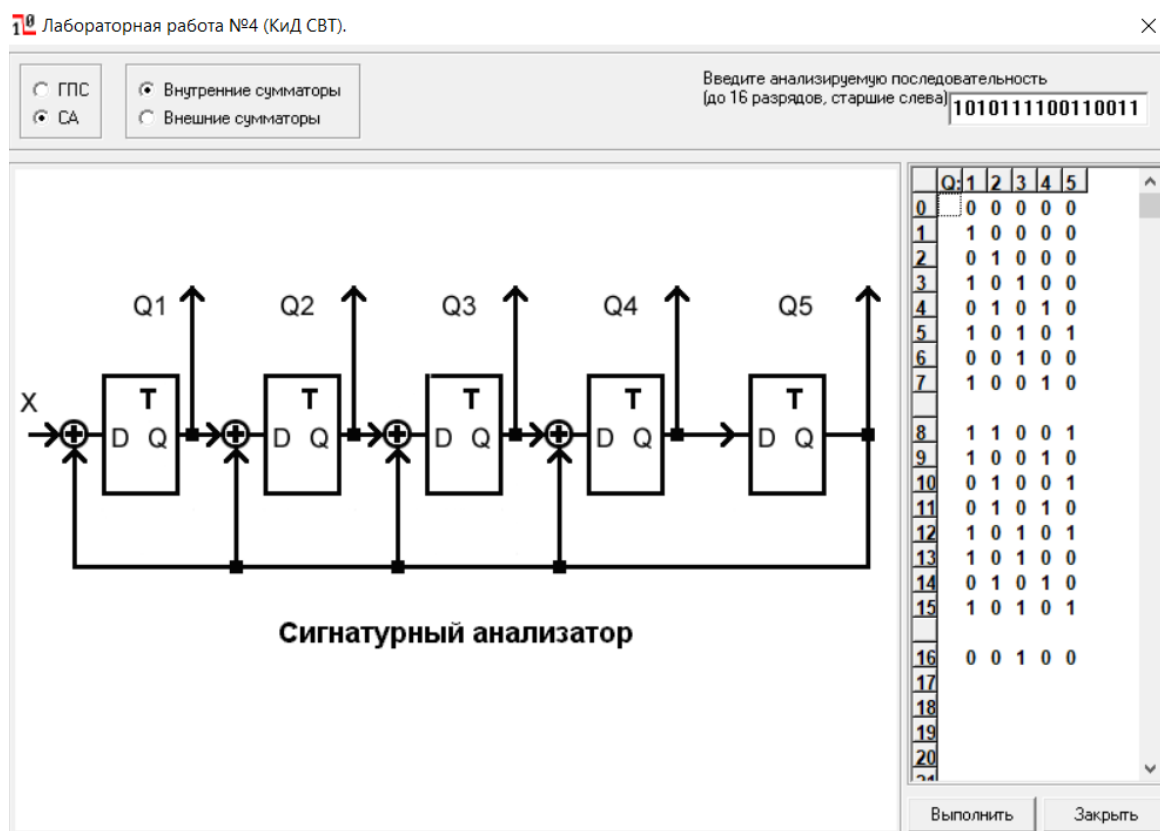 Лабораторная работа №4 (КиД СВТ).
ГПС
СА
Внутренние сумматоры
Внешние сумматоры
Введите анализируемую последовательность
(до 16 разрядов, старшие слева)
1010111100110011
Q1 Q2 Q3 Q4 Q5
X
T T T T T
D Q D Q D Q D Q D Q
Сигнатурный анализатор
Q: 1 2 3 4 5
0 0 0 0 0 0
1 1 0 0 0 0
2 0 1 0 0 0
3 1 0 1 0 0
4 0 1 0 1 0
5 1 0 1 0 1
6 0 0 1 0 0
7 1 0 0 1 0
8 1 1 0 0 1
9 1 0 0 1 0
10 0 1 0 0 1
11 0 1 0 1 0
12 1 0 1 0 1
13 1 0 1 0 0
14 0 1 0 1 0
15 1 0 1 0 1
16 0 0 1 0 0
17
18
19
20
Выполнить
Закрыть